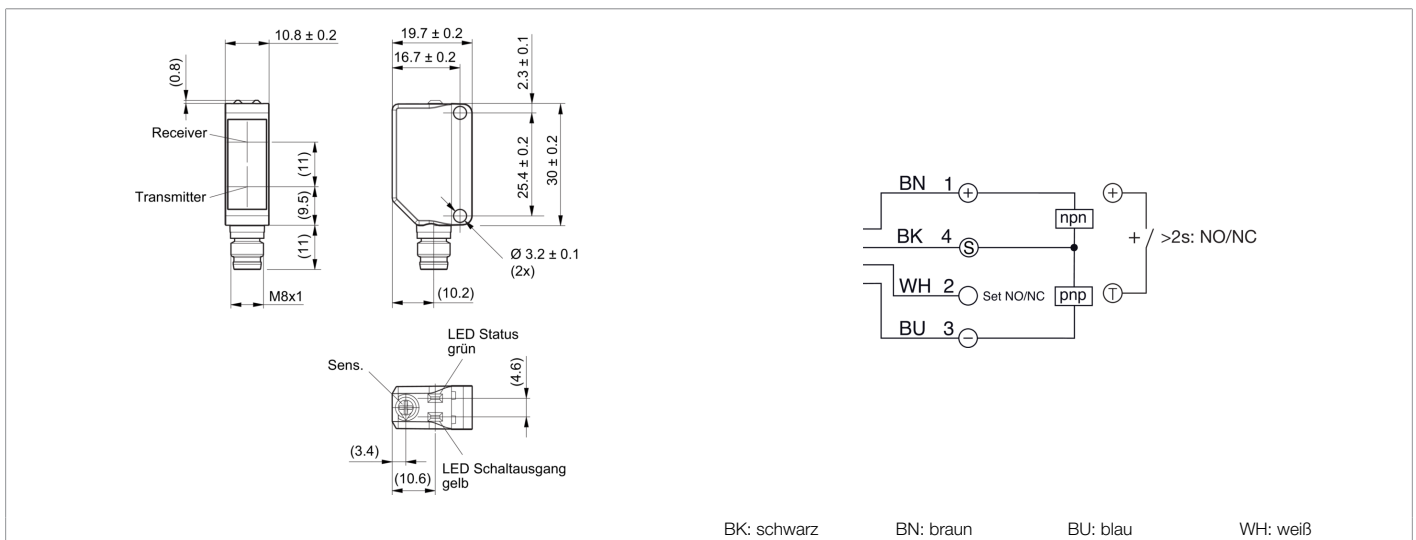 10.8 ± 0.2
19.7 ± 0.2
16.7 ± 0.2
2.3 ± 0.1
(0.8)
Receiver
Transmitter
(11)
(9.5)
(11)
25.4 ± 0.2
30 ± 0.2
Ø 3.2 ± 0.1
(2x)
M8x1
(10.2)
LED Status
grün
Sens.
(4.6)
(3.4)
(10.6)
LED Schaltausgang
gelb
BN 1 +
npn
BK 4 S
WH 2 Set NO/NC pnp
BU 3 −
+
+ / >2s: NO/NC
T
BK: schwarz BN: braun BU: blau WH: weiß